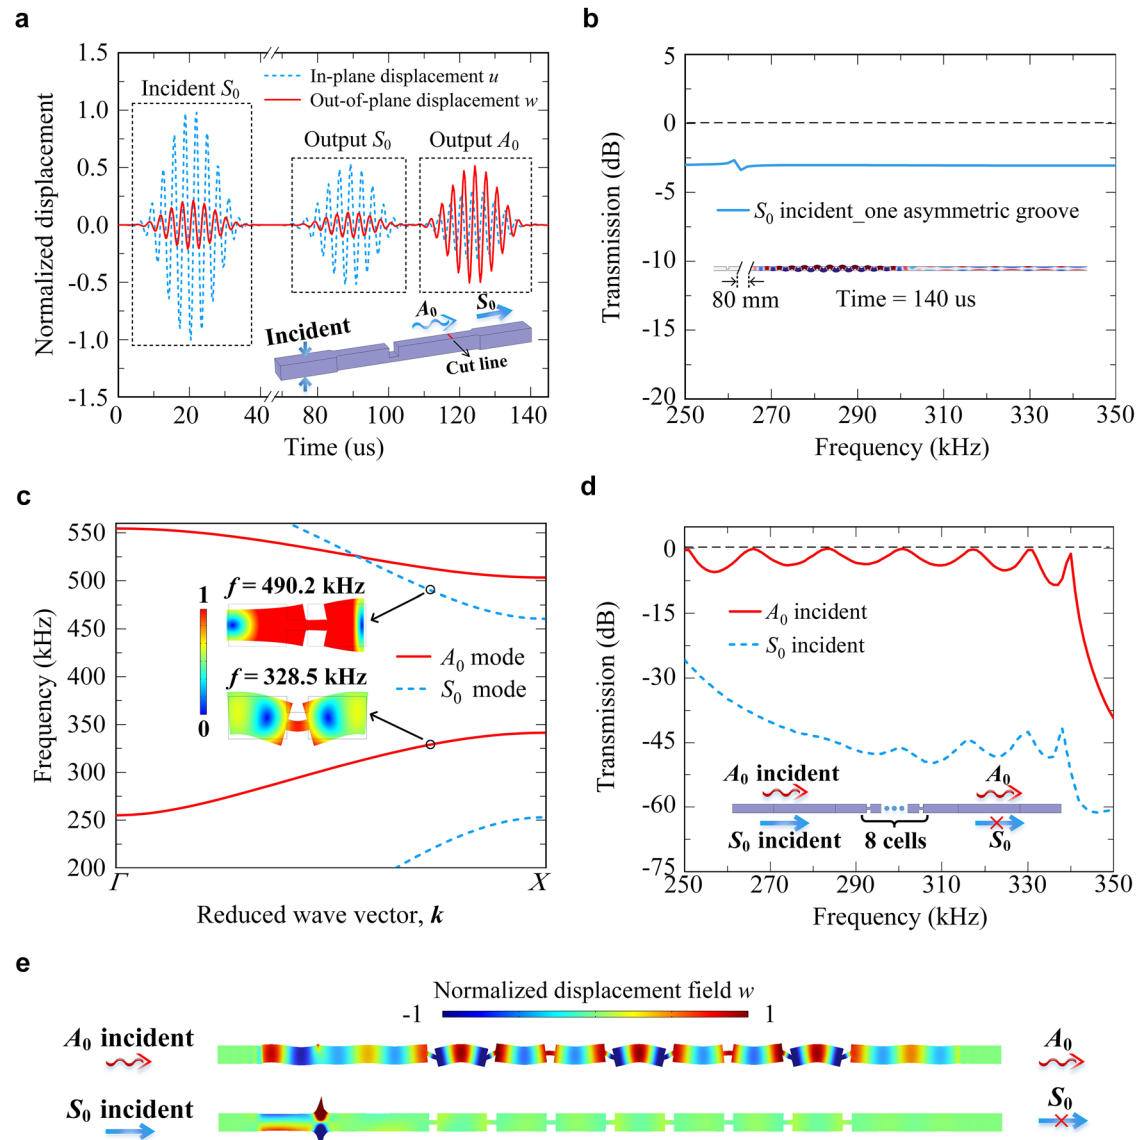 a
Normalized displacement
1.5
1.0
0.5
0.0
-0.5
-1.0
-1.5
0
20
40
80
100
120
140
Time (us)
Incident S₀
In-plane displacement u
Out-of-plane displacement w
Output S₀
Output A₀
Incident
A₀
S₀
Cut line
b
Transmission (dB)
5
0
-5
-10
-15
-20
250
270
290
310
330
350
Frequency (kHz)
S₀ incident_one asymmetric groove
80 mm
Time = 140 us
c
Frequency (kHz)
550
500
450
400
350
300
250
200
Γ
X
Reduced wave vector, k
1
0
f = 490.2 kHz
f = 328.5 kHz
A₀ mode
S₀ mode
d
Transmission (dB)
0
-15
-30
-45
-60
-75
250
270
290
310
330
350
Frequency (kHz)
A₀ incident
S₀ incident
A₀ incident
A₀
S₀ incident
8 cells
S₀
e
Normalized displacement field w
-1
1
A₀ incident
A₀
S₀ incident
S₀